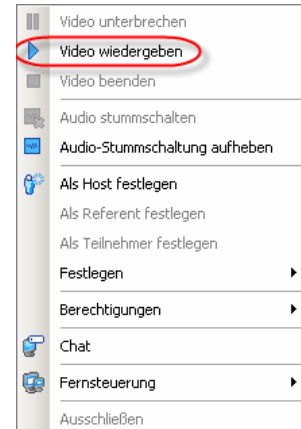 Video unterbrechen
Video wiedergeben
Video beenden
Audio stummschalten
Audio-Stummschaltung aufheben
Als Host festlegen
Als Referent festlegen
Als Teilnehmer festlegen
Festlegen
Berechtigungen
Chat
Fernsteuerung
Ausschließen